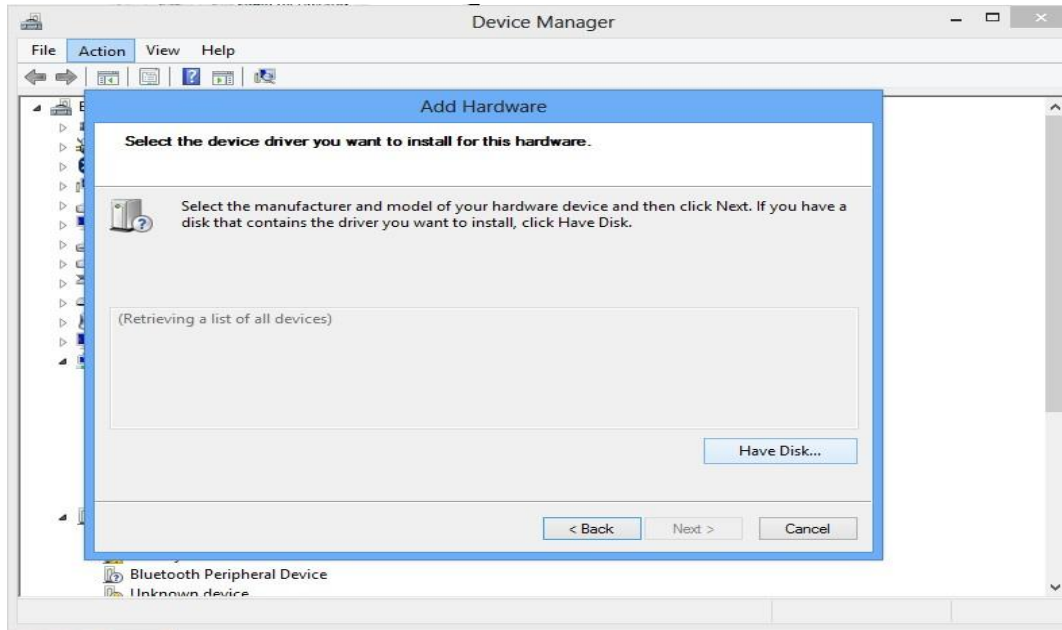 Device Manager
File Action View Help
Add Hardware
Select the device driver you want to install for this hardware.
Select the manufacturer and model of your hardware device and then click Next. If you have a
disk that contains the driver you want to install, click Have Disk.
(Retrieving a list of all devices)
Have Disk...
< Back Next > Cancel
Bluetooth Peripheral Device
Unknown device